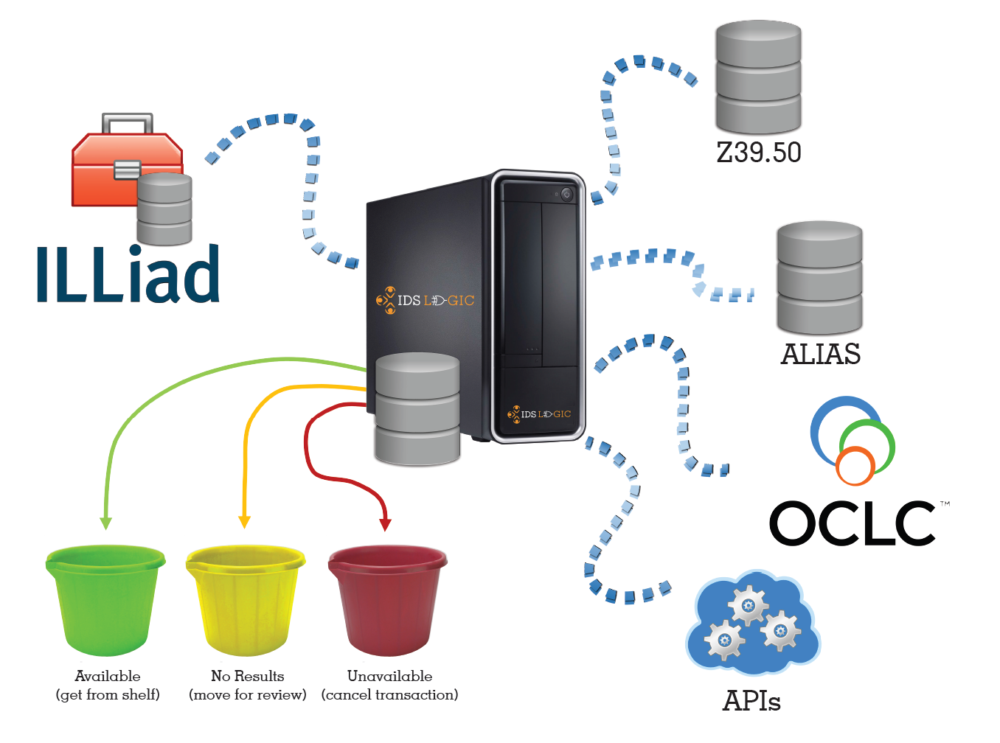 Z39.50
ILLiad
IDS LOGIC
ALIAS
IDS LOGIC
OCLC™
Available
(get from shelf)
No Results
(move for review)
Unavailable
(cancel transaction)
APIs